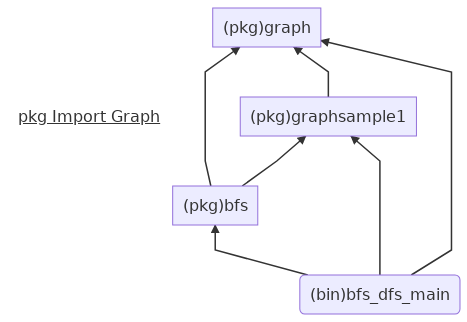 (pkg)graph
(pkg)graphsample1
pkg Import Graph
(pkg)bfs
(bin)bfs_dfs_main